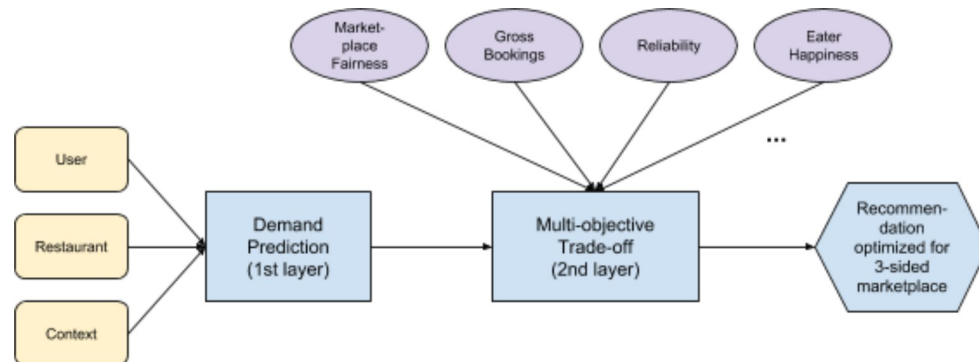 Market-
place
Fairness
Gross
Bookings
Reliability
Eater
Happiness
...
User
Restaurant
Context
Demand
Prediction
(1st layer)
Multi-objective
Trade-off
(2nd layer)
Recommen-
dation
optimized for
3-sided
marketplace